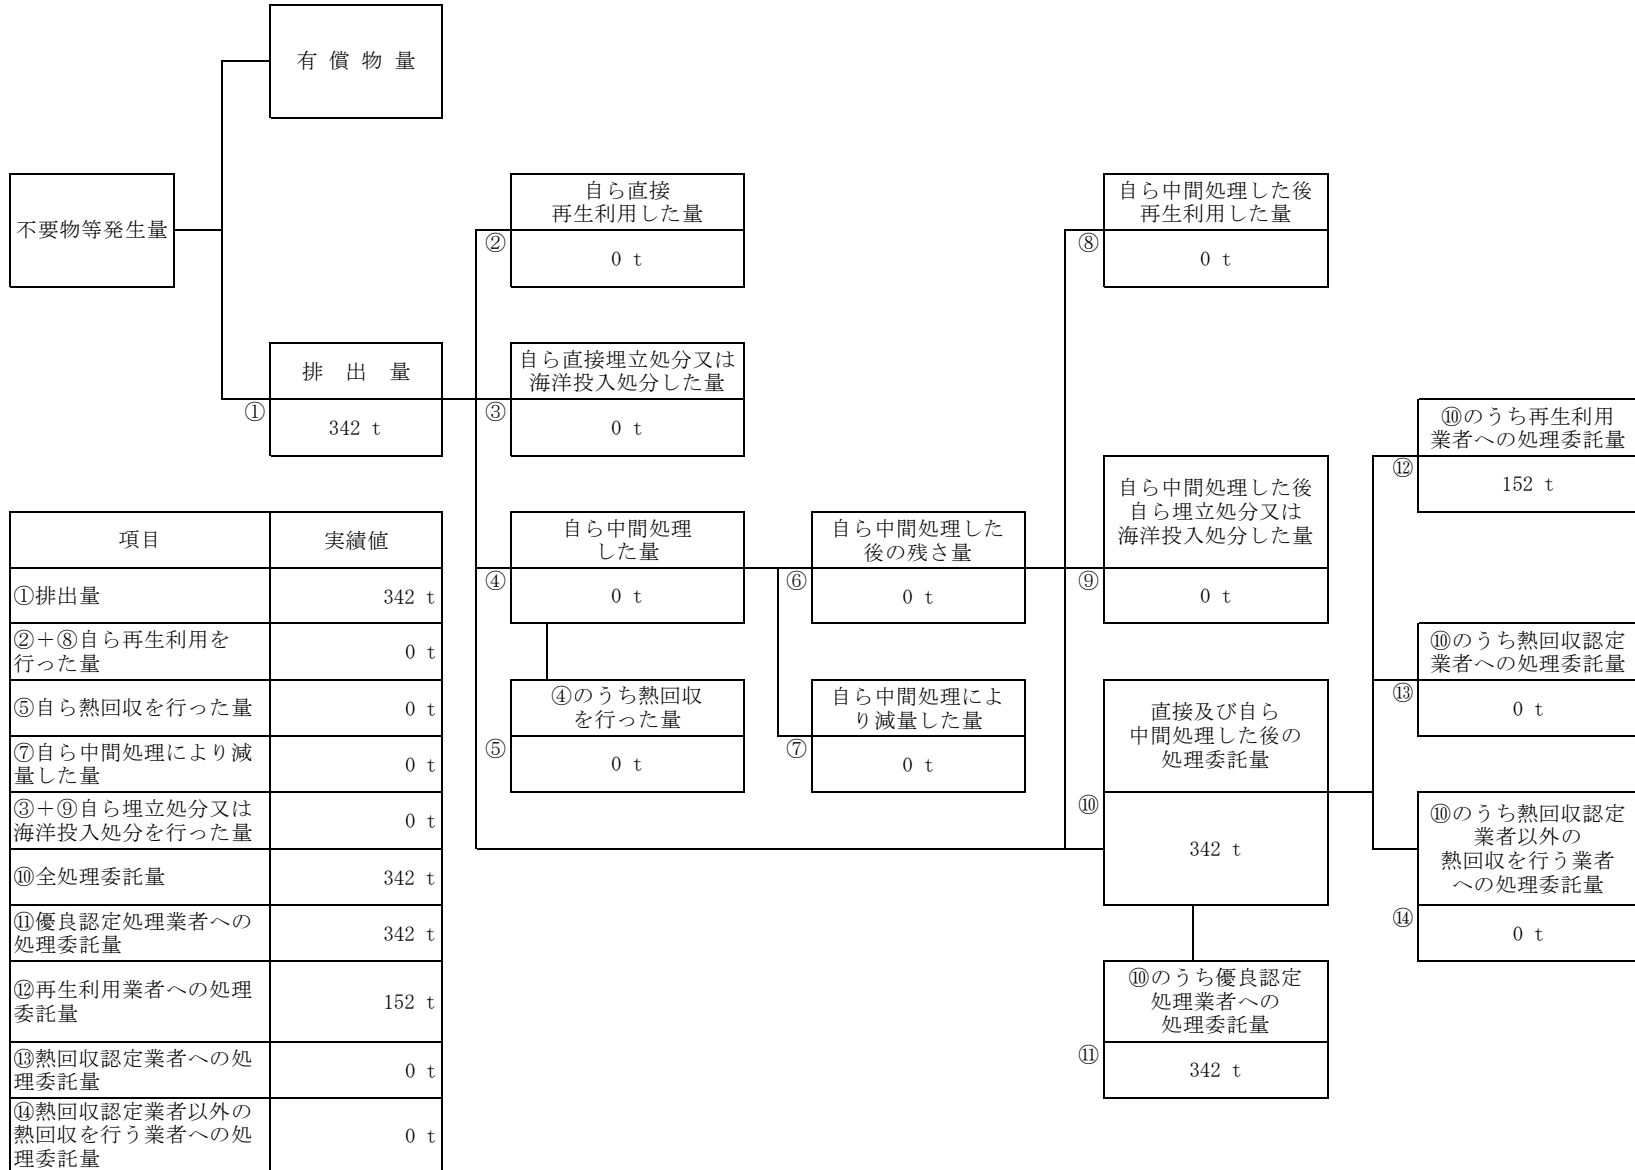 有 償 物 量
不要物等発生量
自ら直接
再生利用した量
②
0 t
自ら中間処理した後
再生利用した量
⑧
0 t
排 出 量
①
342 t
自ら直接埋立処分又は
海洋投入処分した量
③
0 t
⑩のうち再生利用
業者への処理委託量
⑫
152 t
自ら中間処理した後
自ら埋立処分又は
海洋投入処分した量
⑨
0 t
自ら中間処理
した量
④
0 t
自ら中間処理した
後の残さ量
⑥
0 t
⑩のうち熱回収認定
業者への処理委託量
⑬
0 t
④のうち熱回収
を行った量
⑤
0 t
自ら中間処理によ
り減量した量
⑦
0 t
直接及び自ら
中間処理した後の
処理委託量
⑩
342 t
⑩のうち熱回収認定
業者以外の
熱回収を行う業者
への処理委託量
⑭
0 t
⑩のうち優良認定
処理業者への
処理委託量
⑪
342 t
項目 実績値
①排出量 342 t
②+⑧自ら再生利用を
行った量 0 t
⑤自ら熱回収を行った量 0 t
⑦自ら中間処理により減
量した量 0 t
③+⑨自ら埋立処分又は
海洋投入処分を行った量 0 t
⑩全処理委託量 342 t
⑪優良認定処理業者への
処理委託量 342 t
⑫再生利用業者への処理
委託量 152 t
⑬熱回収認定業者への処
理委託量 0 t
⑭熱回収認定業者以外の
熱回収を行う業者への処
理委託量 0 t